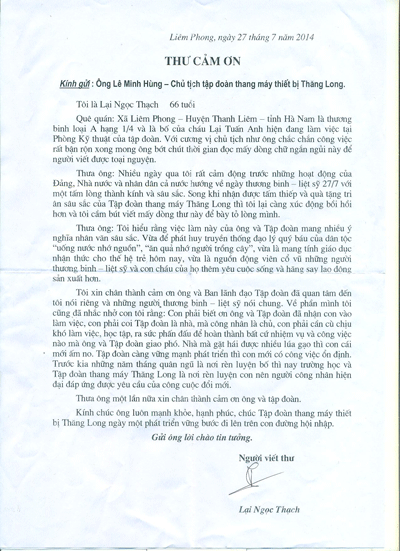 Liêm Phong, ngày 27 tháng 7 năm 2014
THƯ CẢM ƠN
Kính gửi : Ông Lê Minh Hùng – Chủ tịch tập đoàn thang máy thiết bị Thăng Long.
Tôi là Lại Ngọc Thạch 66 tuổi
Quê quán: Xã Liêm Phong – Huyện Thanh Liêm – tỉnh Hà Nam là thương
binh loại A hạng 1/4 và là bố của cháu Lại Tuấn Anh hiện đang làm việc tại
Phòng Kỹ thuật của tập đoàn. Với cương vị chủ tịch như ông chắc chắn công việc
rất bận rộn xong mong ông bớt chút thời gian đọc mấy dòng chữ ngắn ngủi này để
người viết được toại nguyện.
Thưa ông: Nhiều ngày qua tôi rất cảm động trước những hoạt động của
Đảng, Nhà nước và nhân dân cả nước hướng về ngày thương binh – liệt sỹ 27/7 với
một tấm lòng thành kính và sâu sắc. Song khi nhận được tấm thiếp và quà tặng tri
ân sâu sắc của Tập đoàn thang máy Thăng Long thì tôi lại càng xúc động bồi hồi
hơn và tôi cầm bút viết mấy dòng thư này để bày tỏ lòng mình.
Thưa ông: Tôi hiểu rằng việc làm này của ông và Tập đoàn mang nhiều ý
nghĩa nhân văn sâu sắc. Vừa để phát huy truyền thống đạo lý quý báu của dân tộc
"uống nước nhớ nguồn", "ăn quả nhớ người trồng cây", vừa là mang tính giáo dục
nhận thức cho thế hệ trẻ hôm nay, vừa là nguồn động viên cổ vũ những người
thương binh – liệt sỹ và con cháu của họ thêm yêu cuộc sống và hăng say lao động
sản xuất hơn.
Tôi xin chân thành cảm ơn ông và Ban lãnh đạo Tập đoàn đã quan tâm đến
tôi nói riêng và những người thương binh – liệt sỹ nói chung. Về phần mình tôi
cũng đã nhắc nhở con tôi rằng: Con phải biết ơn ông và Tập đoàn đã nhận con vào
làm việc, con phải coi Tập đoàn là nhà, mà công nhân là chủ, con phải cần cù chịu
khó làm việc, học tập, ra sức phấn đấu để hoàn thành bất cứ nhiệm vụ và công việc
nào mà ông và Tập đoàn giao phó. Nhà mà gặt hái được nhiều lúa gạo thì con cái
mới ấm no. Tập đoàn càng vững mạnh phát triển thì con mới có công việc ổn định.
Trước kia những năm tháng quân ngũ là nơi rèn luyện bố thì nay trường học và
Tập đoàn thang máy Thăng Long là nơi rèn luyện con nên người công nhân hiện
đại đáp ứng được yêu cầu của công cuộc đổi mới.
Thưa ông một lần nữa xin chân thành cảm ơn ông và tập đoàn.
Kính chúc ông luôn mạnh khỏe, hạnh phúc, chúc Tập đoàn thang máy thiết
bị Thăng Long ngày một phát triển vững bước đi lên trên con đường hội nhập.
Gửi ông lời chào tin tưởng.
Người viết thư
Lại Ngọc Thạch